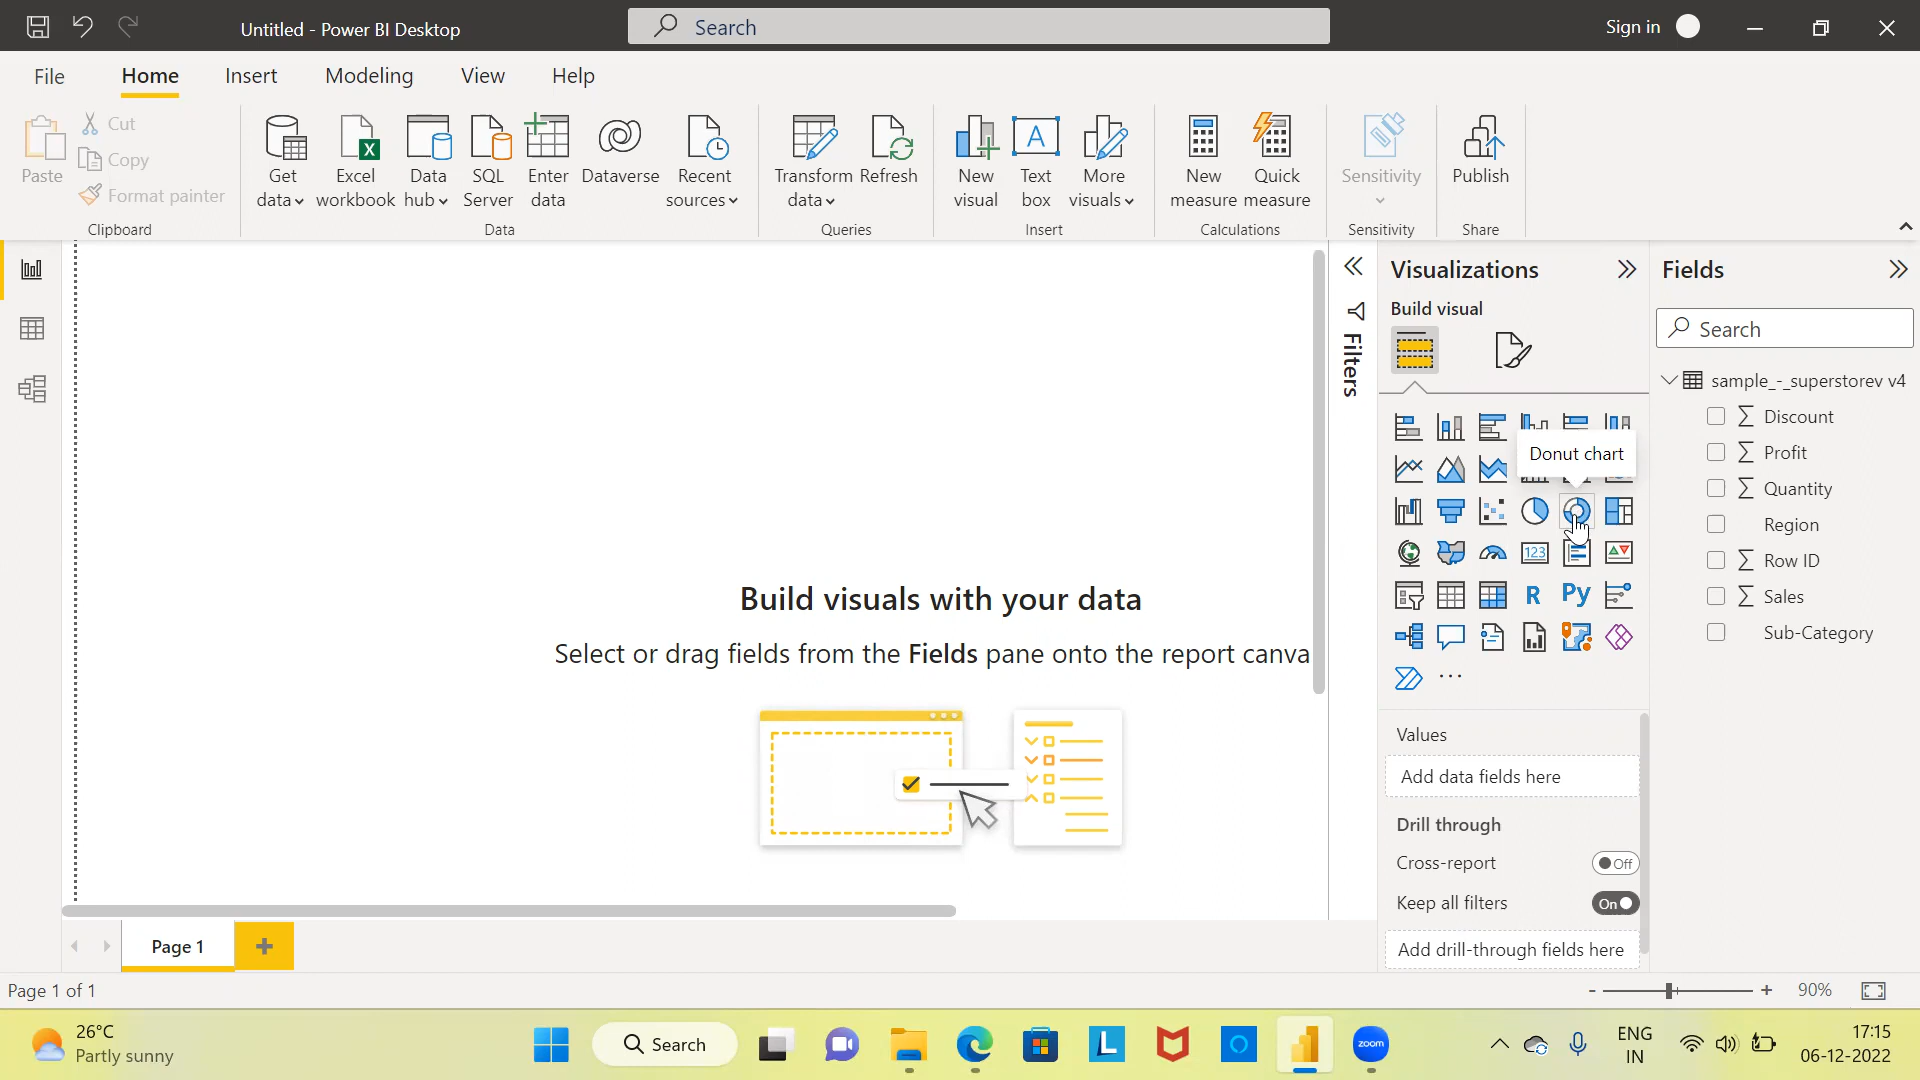 Untitled - Power BI Desktop
Search
Sign in
File
Home
Insert
Modeling
View
Help
Paste
Cut
Copy
Format painter
Clipboard
Get data
Excel workbook
Data hub
SQL Server
Enter data
Dataverse
Recent sources
Data
Transform data
Refresh
Queries
New visual
Text box
More visuals
Insert
New measure
Quick measure
Calculations
Sensitivity
Sensitivity
Publish
Share
Build visuals with your data
Select or drag fields from the Fields pane onto the report canva
Filters
Visualizations
Build visual
Donut chart
123
R
Py
Values
Add data fields here
Drill through
Cross-report
Off
Keep all filters
On
Add drill-through fields here
Fields
Search
sample_-_superstorev v4
Discount
Profit
Quantity
Region
Row ID
Sales
Sub-Category
Page 1
Page 1 of 1
- + 90%
26°C
Partly sunny
Search
L
zoom
ENG
IN
17:15
06-12-2022